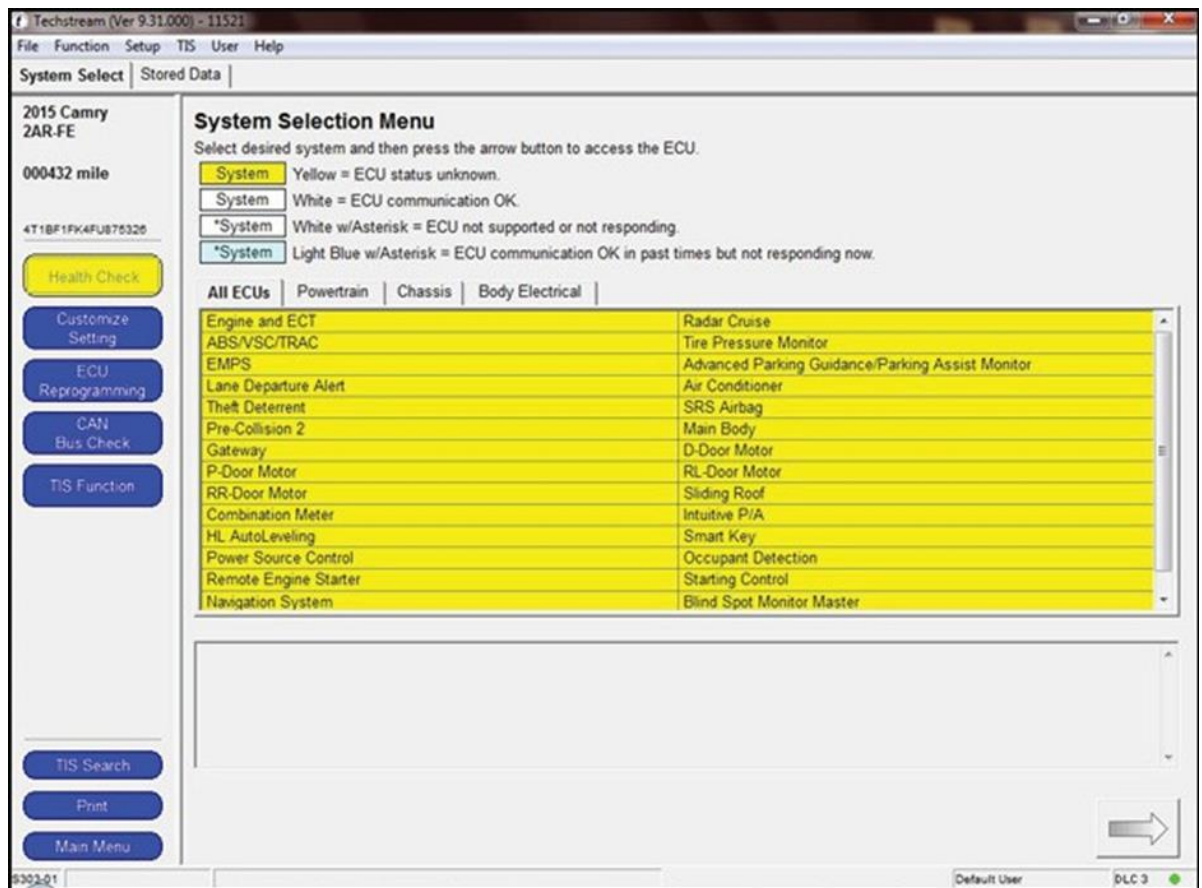 Techstream (Ver 9.31.000) - 11521
File Function Setup TIS User Help
System Select Stored Data
2015 Camry
2AR-FE
000432 mile
4T1BF1FK4FU875326
Health Check
Customize
Setting
ECU
Reprogramming
CAN
Bus Check
TIS Function
TIS Search
Print
Main Menu
System Selection Menu
Select desired system and then press the arrow button to access the ECU.
System Yellow = ECU status unknown.
System White = ECU communication OK.
*System White w/Asterisk = ECU not supported or not responding.
*System Light Blue w/Asterisk = ECU communication OK in past times but not responding now.
All ECUs Powertrain Chassis Body Electrical
Engine and ECT Radar Cruise
ABS/VSC/TRAC Tire Pressure Monitor
EMPS Advanced Parking Guidance/Parking Assist Monitor
Lane Departure Alert Air Conditioner
Theft Deterrent SRS Airbag
Pre-Collision 2 Main Body
Gateway D-Door Motor
P-Door Motor RL-Door Motor
RR-Door Motor Sliding Roof
Combination Meter Intuitive P/A
HL AutoLeveling Smart Key
Power Source Control Occupant Detection
Remote Engine Starter Starting Control
Navigation System Blind Spot Monitor Master
S302-01 Default User DLC 3